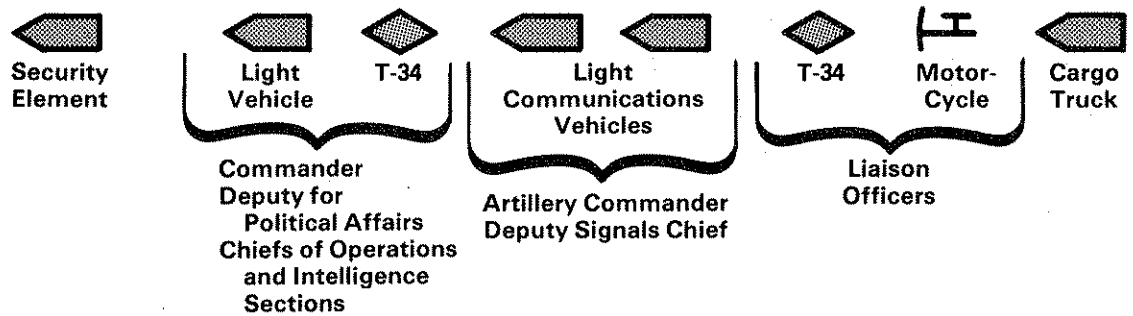 Security
Element
Light
Vehicle
T-34
Light
Communications
Vehicles
T-34
Motor-
Cycle
Cargo
Truck
Commander
Deputy for
Political Affairs
Chiefs of Operations
and Intelligence
Sections
Artillery Commander
Deputy Signals Chief
Liaison
Officers